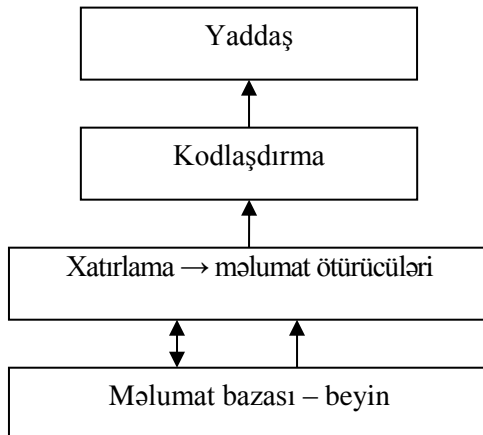 Yaddaş
Kodlaşdırma
Xatırlama → məlumat ötürücüləri
Məlumat bazası – beyin